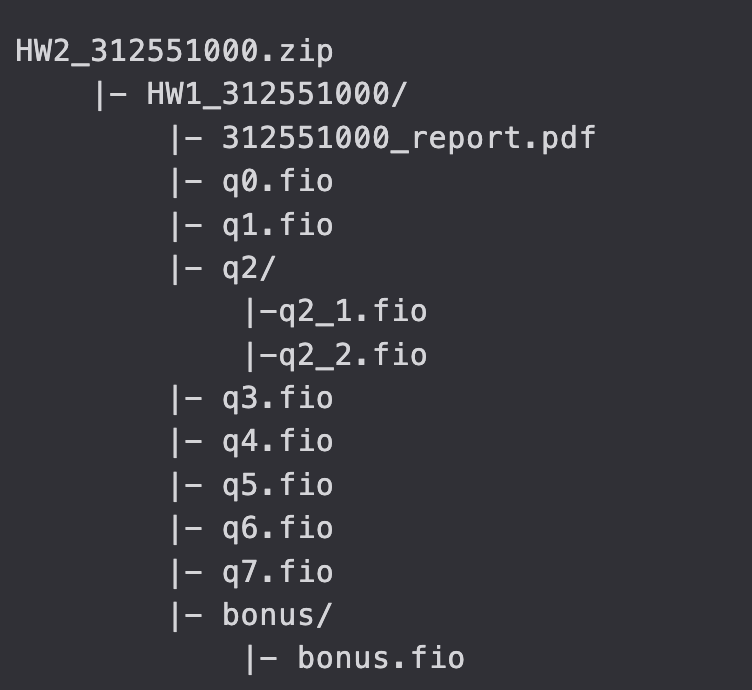 HW2_312551000.zip
|- HW1_312551000/
|- 312551000_report.pdf
|- q0.fio
|- q1.fio
|- q2/
|-q2_1.fio
|-q2_2.fio
|- q3.fio
|- q4.fio
|- q5.fio
|- q6.fio
|- q7.fio
|- bonus/
|- bonus.fio